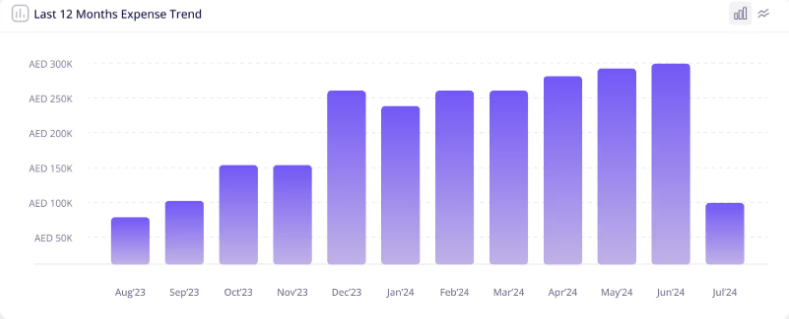 Last 12 Months Expense Trend
AED 300K
AED 250K
AED 200K
AED 150K
AED 100K
AED 50K
Aug'23 Sep'23 Oct'23 Nov'23 Dec'23 Jan'24 Feb'24 Mar'24 Apr'24 May'24 Jun'24 Jul'24